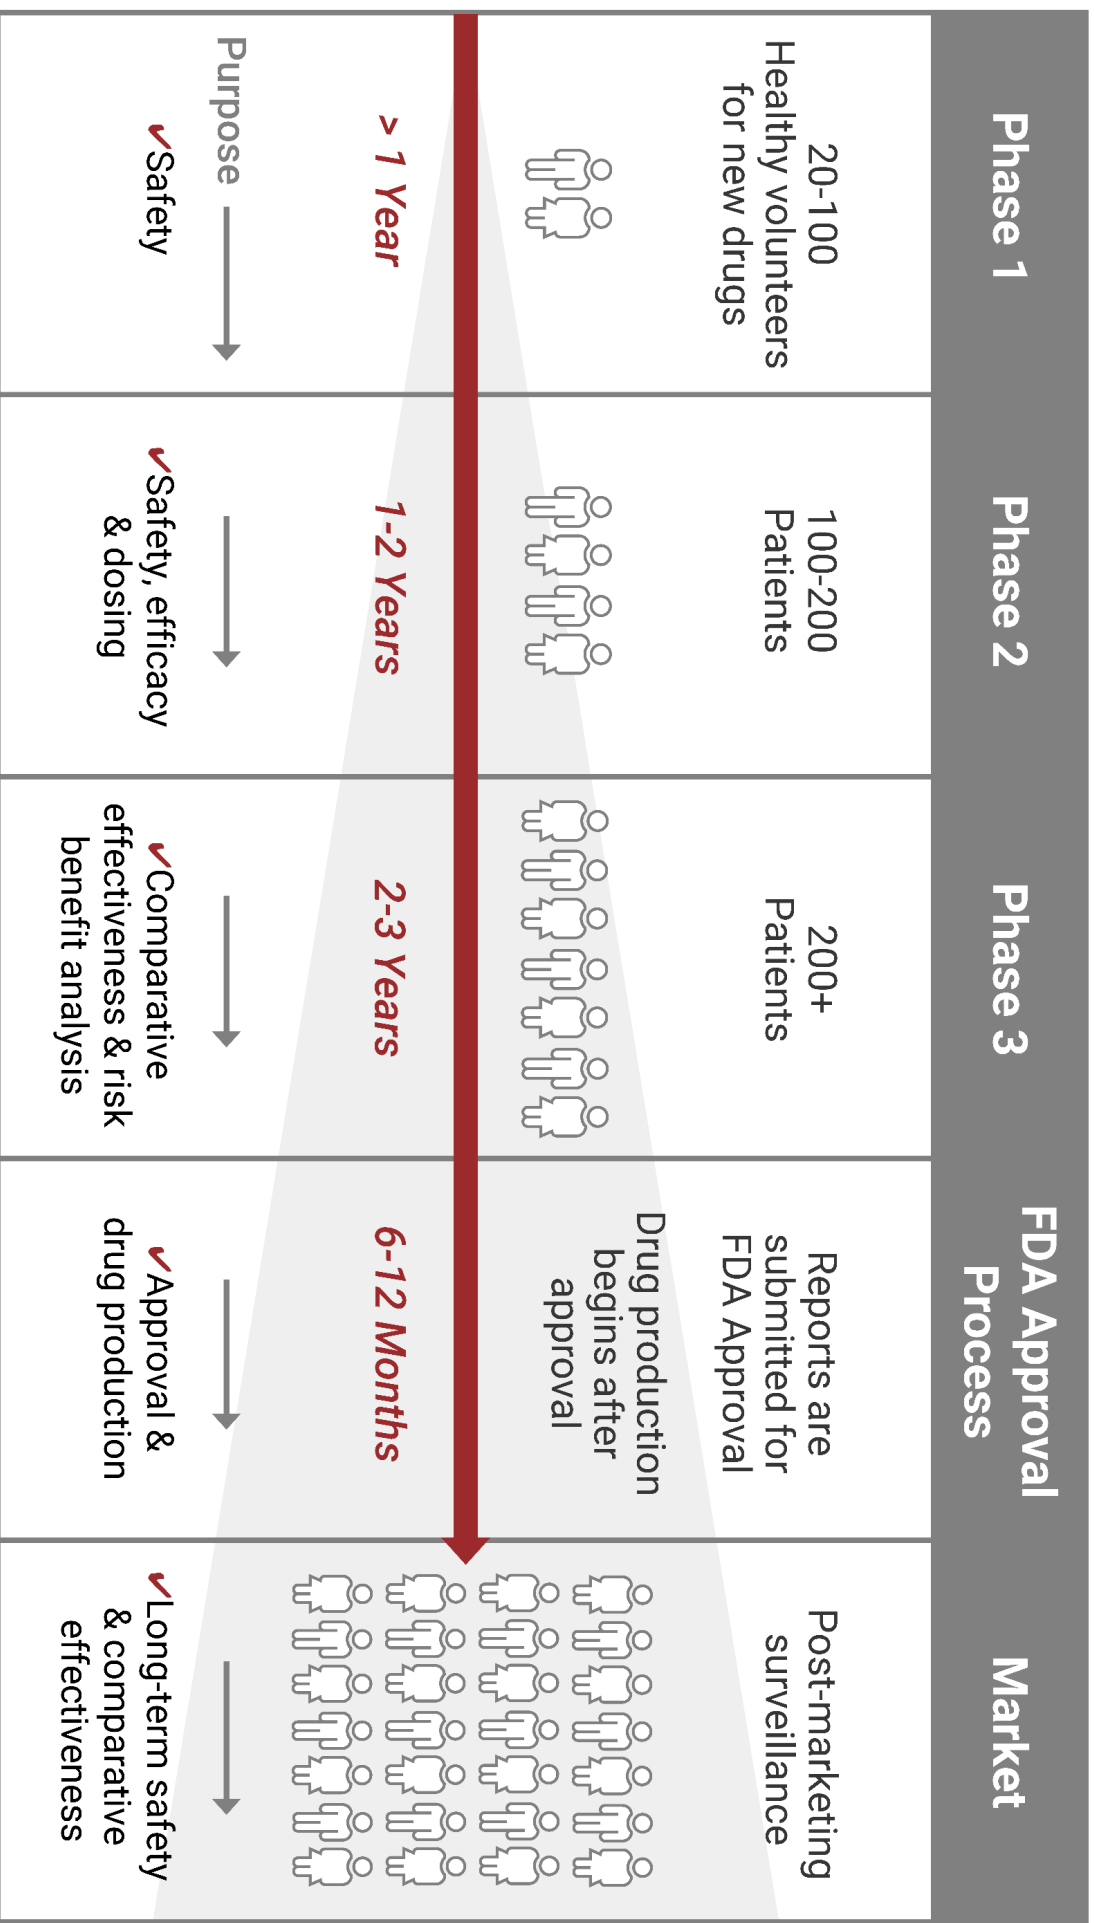 Phase 1
20-100
Healthy volunteers
for new drugs
> 1 Year
Purpose
✔Safety
Phase 2
100-200
Patients
1-2 Years
✔Safety, efficacy
& dosing
Phase 3
200+
Patients
2-3 Years
✔Comparative
effectiveness & risk
benefit analysis
FDA Approval
Process
Reports are
submitted for
FDA Approval
Drug production
begins after
approval
6-12 Months
✔Approval &
drug production
Market
Post-marketing
surveillance
✔Long-term safety
& comparative
effectiveness